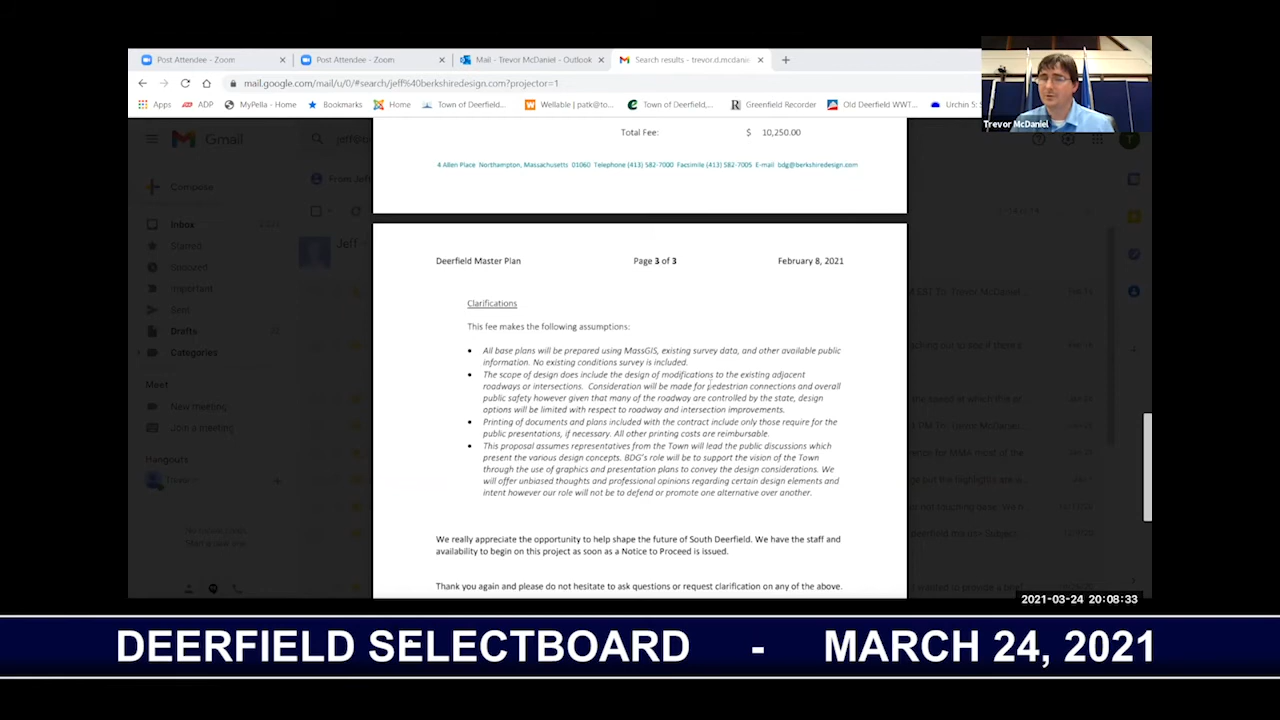 Post Attendee - Zoom
Post Attendee - Zoom
Mail - Trevor McDaniel - Outlook
Search results - trevor.d.mcdanie
mail.google.com/mail/u/0/#search/jeff%40berkshiredesign.com?projector=1
Apps
ADP
MyPella - Home
Bookmarks
Home
Town of Deerfield...
Wellable | patk@to...
Town of Deerfield,...
Greenfield Recorder
Old Deerfield WWT...
Urchin 5:
Trevor McDaniel
Gmail
Compose
Inbox
Starred
Snoozed
Important
Sent
Drafts
Categories
Meet
New meeting
Join a meeting
Hangouts
From Jeff
Jeff
Total Fee: $ 10,250.00
4 Allen Place Northampton, Massachusetts 01060 Telephone (413) 582-7000 Facsimile (413) 582-7005 E-mail bdg@berkshiredesign.com
Deerfield Master Plan Page 3 of 3 February 8, 2021
Clarifications
This fee makes the following assumptions:
• All base plans will be prepared using MassGIS, existing survey data, and other available public
information. No existing conditions survey is included.
• The scope of design does include the design of modifications to the existing adjacent
roadways or intersections. Consideration will be made for pedestrian connections and overall
public safety however given that many of the roadway are controlled by the state, design
options will be limited with respect to roadway and intersection improvements.
• Printing of documents and plans included with the contract include only those require for the
public presentations, if necessary. All other printing costs are reimbursable.
• This proposal assumes representatives from the Town will lead the public discussions which
present the various design concepts. BDG's role will be to support the vision of the Town
through the use of graphics and presentation plans to convey the design considerations. We
will offer unbiased thoughts and professional opinions regarding certain design elements and
intent however our role will not be to defend or promote one alternative over another.
We really appreciate the opportunity to help shape the future of South Deerfield. We have the staff and
availability to begin on this project as soon as a Notice to Proceed is issued.
Thank you again and please do not hesitate to ask questions or request clarification on any of the above.
2021-03-24 20:08:33
DEERFIELD SELECTBOARD - MARCH 24, 2021